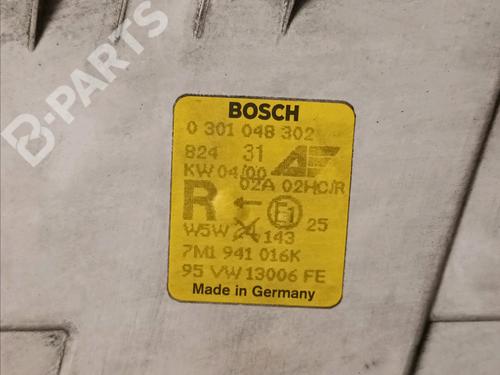 B-PARTS
BOSCH
0 301 048 302
824 31
KW 04/00
02A 02HC/R
R 25
W5W 24 143
7M1 941 016K
95 VW 13006 FE
Made in Germany